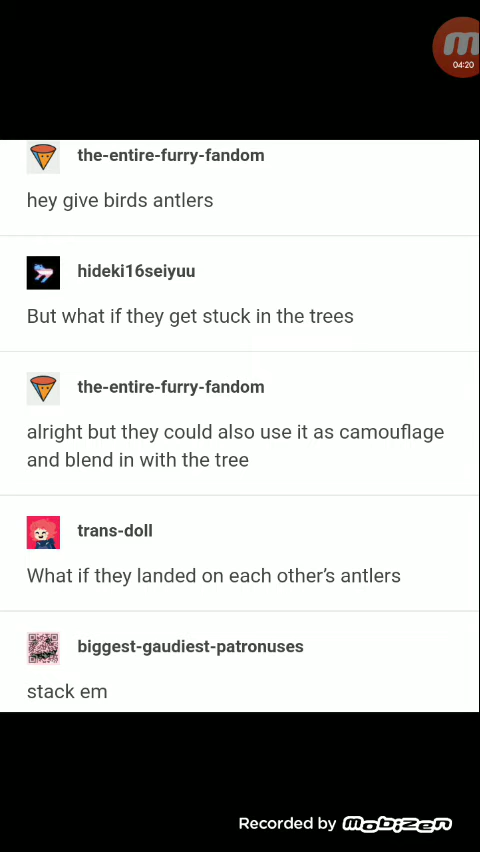 04:20
the-entire-furry-fandom
hey give birds antlers
hideki16seiyuu
But what if they get stuck in the trees
the-entire-furry-fandom
alright but they could also use it as camouflage
and blend in with the tree
trans-doll
What if they landed on each other’s antlers
biggest-gaudiest-patronuses
stack em
Recorded by Mobizen